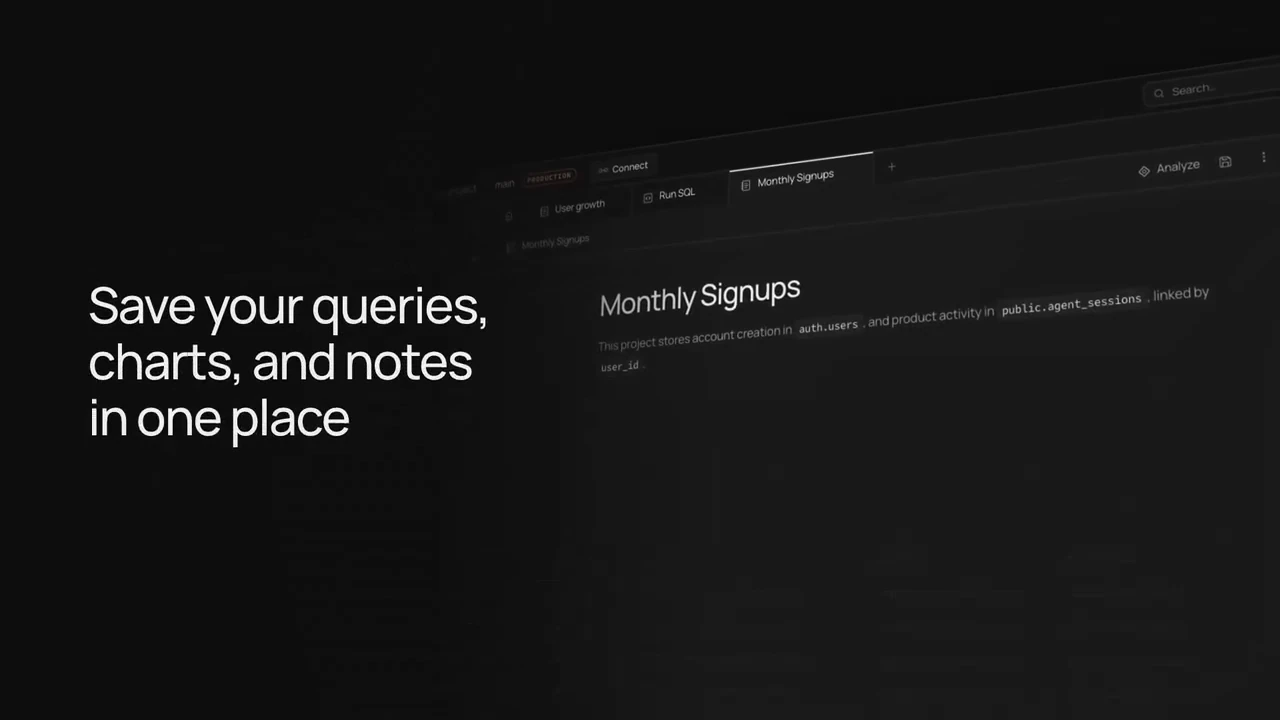 Search...
main PRODUCTION Connect
User growth Run SQL Monthly Signups +
Analyze
Monthly Signups
Save your queries,
charts, and notes
in one place
Monthly Signups
This project stores account creation in auth.users , and product activity in public.agent_sessions , linked by
user_id .